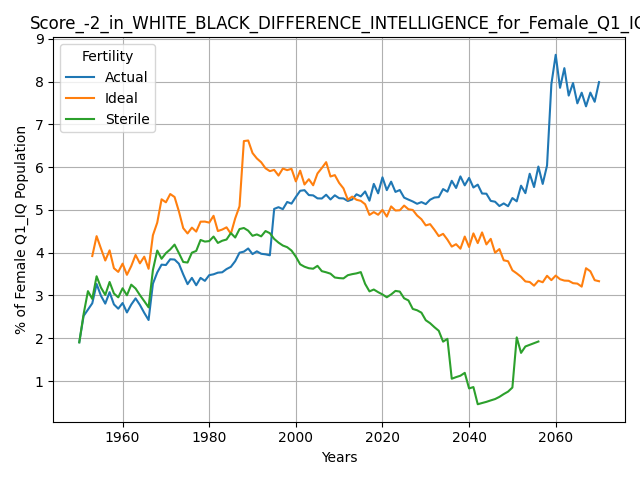 Score_-2_in_WHITE_BLACK_DIFFERENCE_INTELLIGENCE_for_Female_Q1_IQ
Fertility
Actual
Ideal
Sterile
% of Female Q1_IQ Population
9
8
7
6
5
4
3
2
1
1960 1980 2000 2020 2040 2060
Years